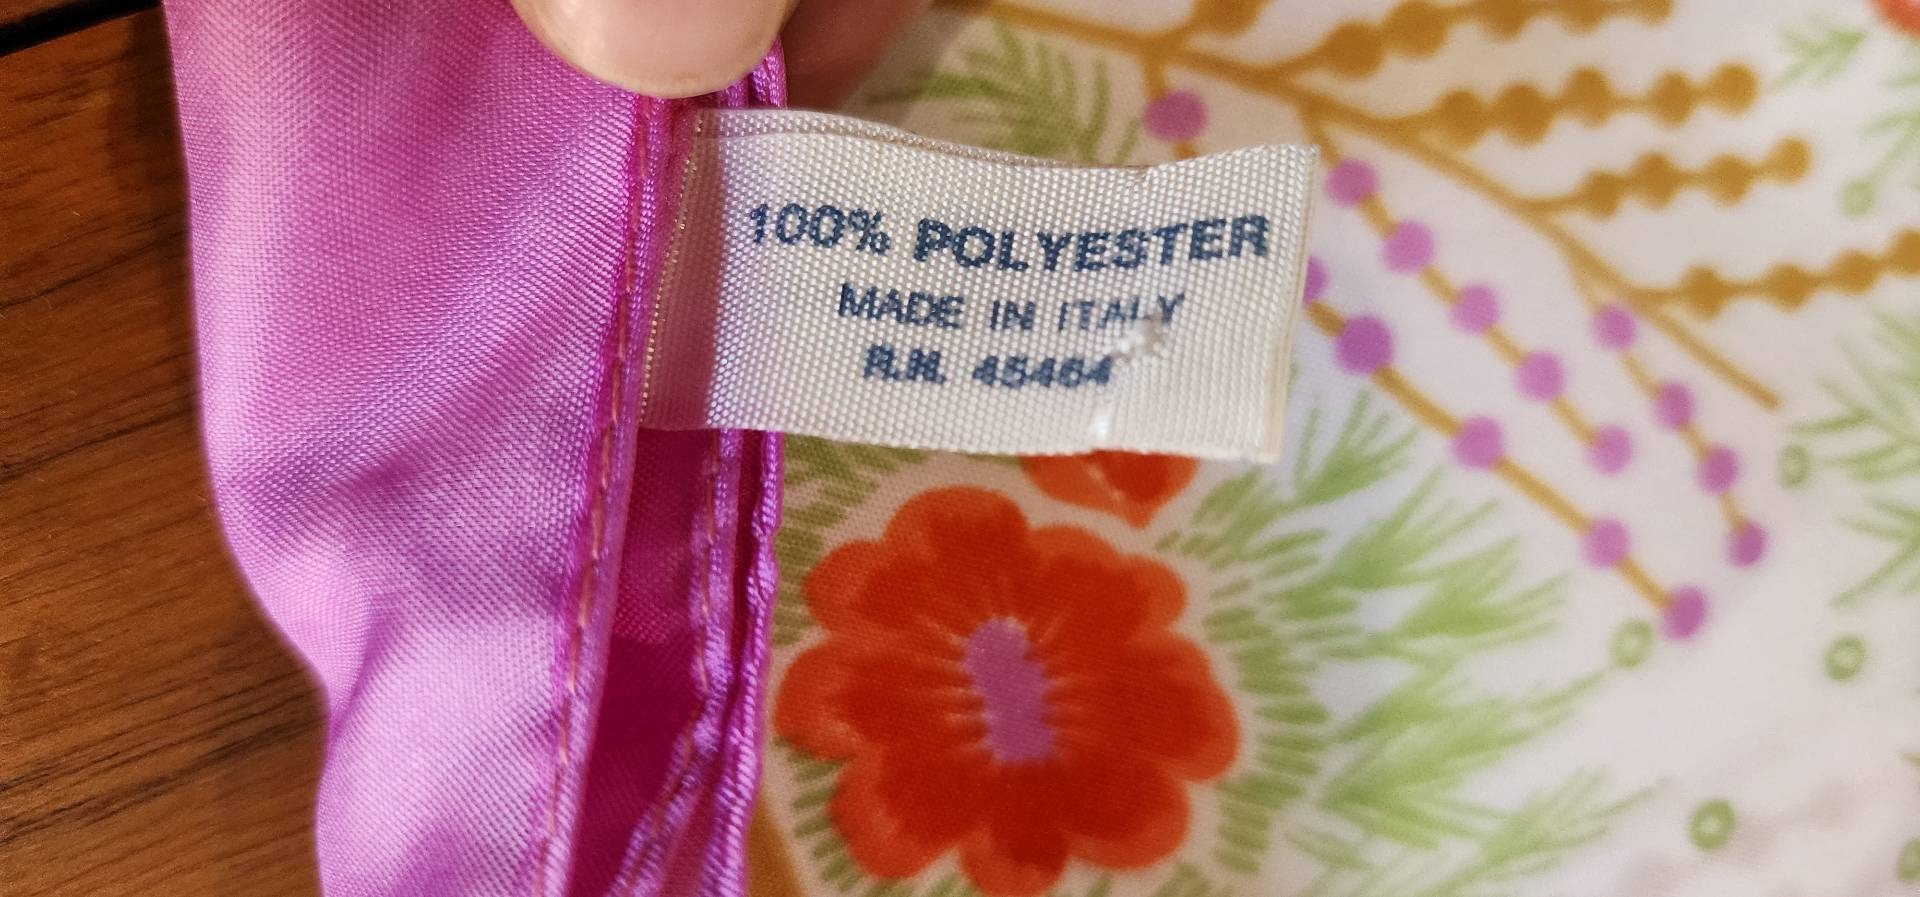 100% POLYESTER
MADE IN ITALY
R.N. 45464